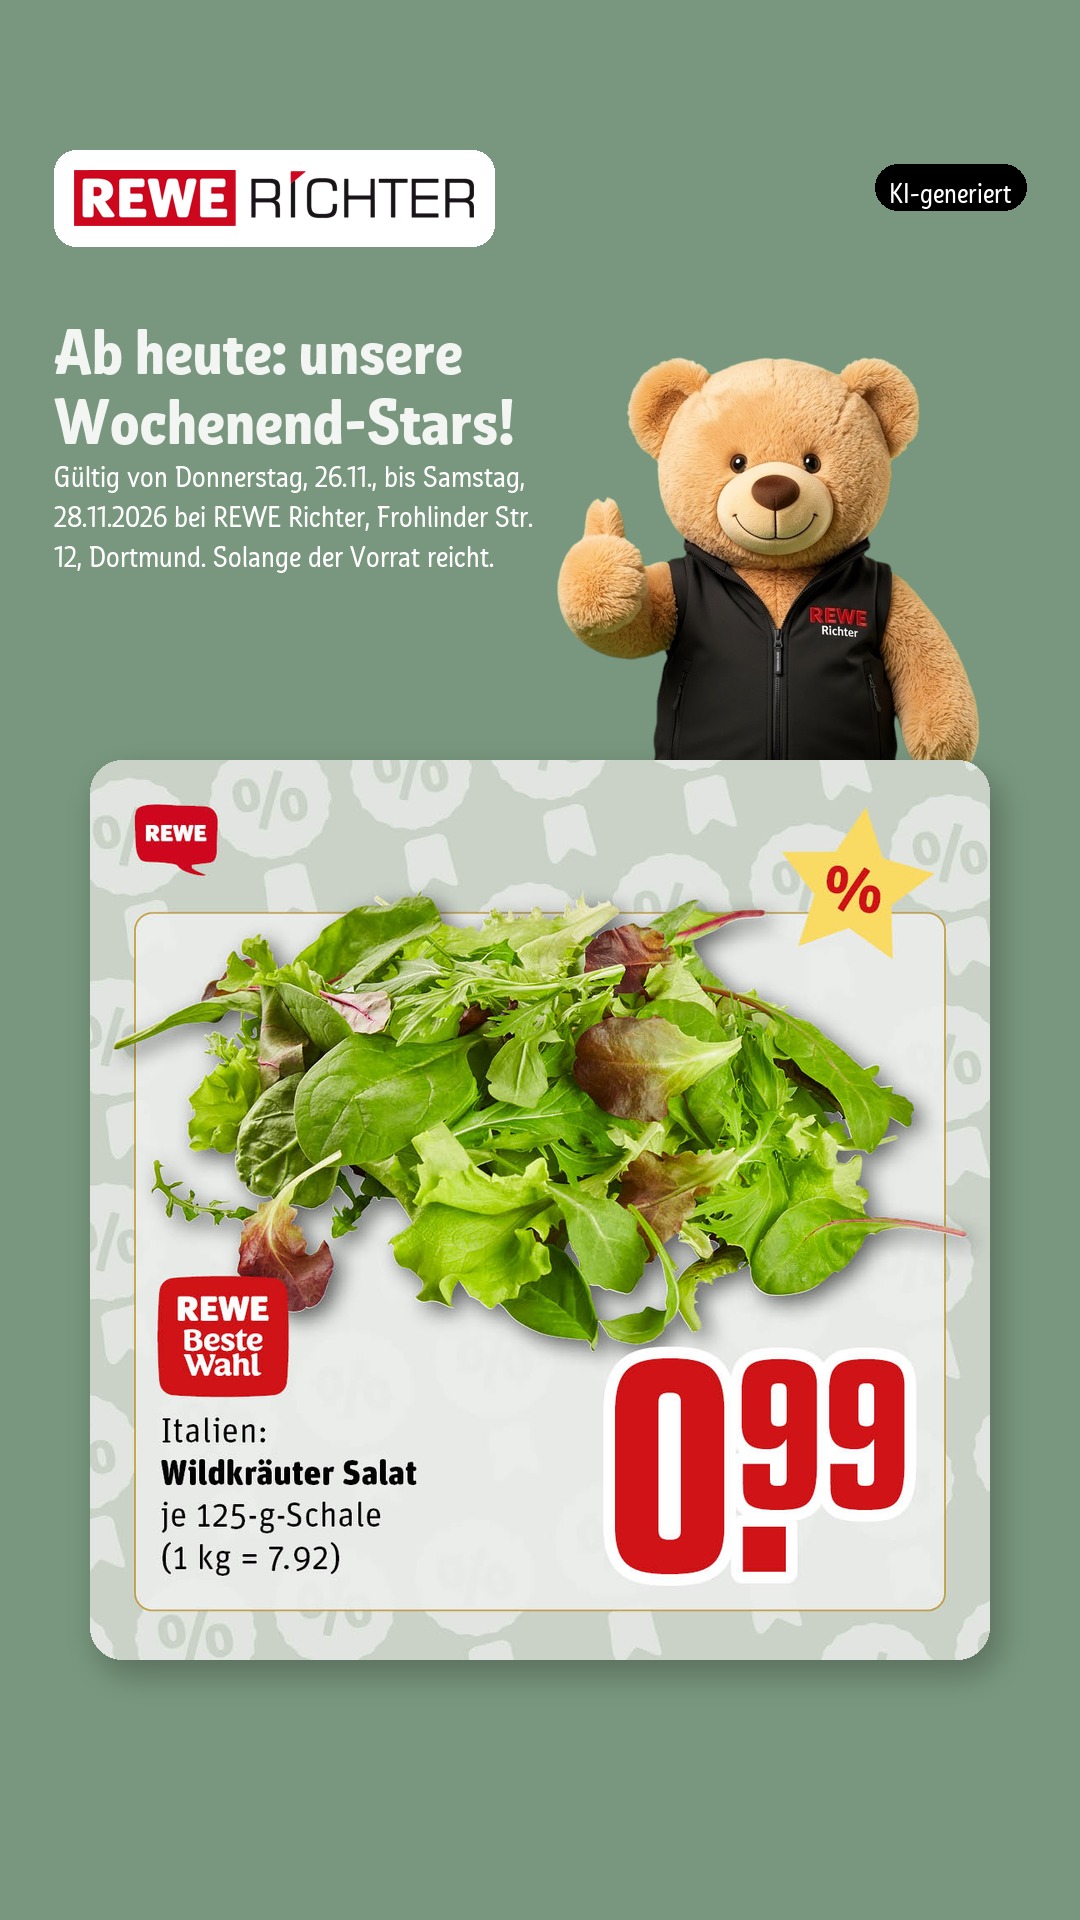 REWE RICHTER
KI-generiert
Ab heute: unsere
Wochenend-Stars!
Gültig von Donnerstag, 26.11., bis Samstag,
28.11.2026 bei REWE Richter, Frohlinder Str.
12, Dortmund. Solange der Vorrat reicht.
REWE
Richter
REWE
%
REWE
Beste
Wahl
Italien:
Wildkräuter Salat
je 125-g-Schale
(1 kg = 7.92)
0.99